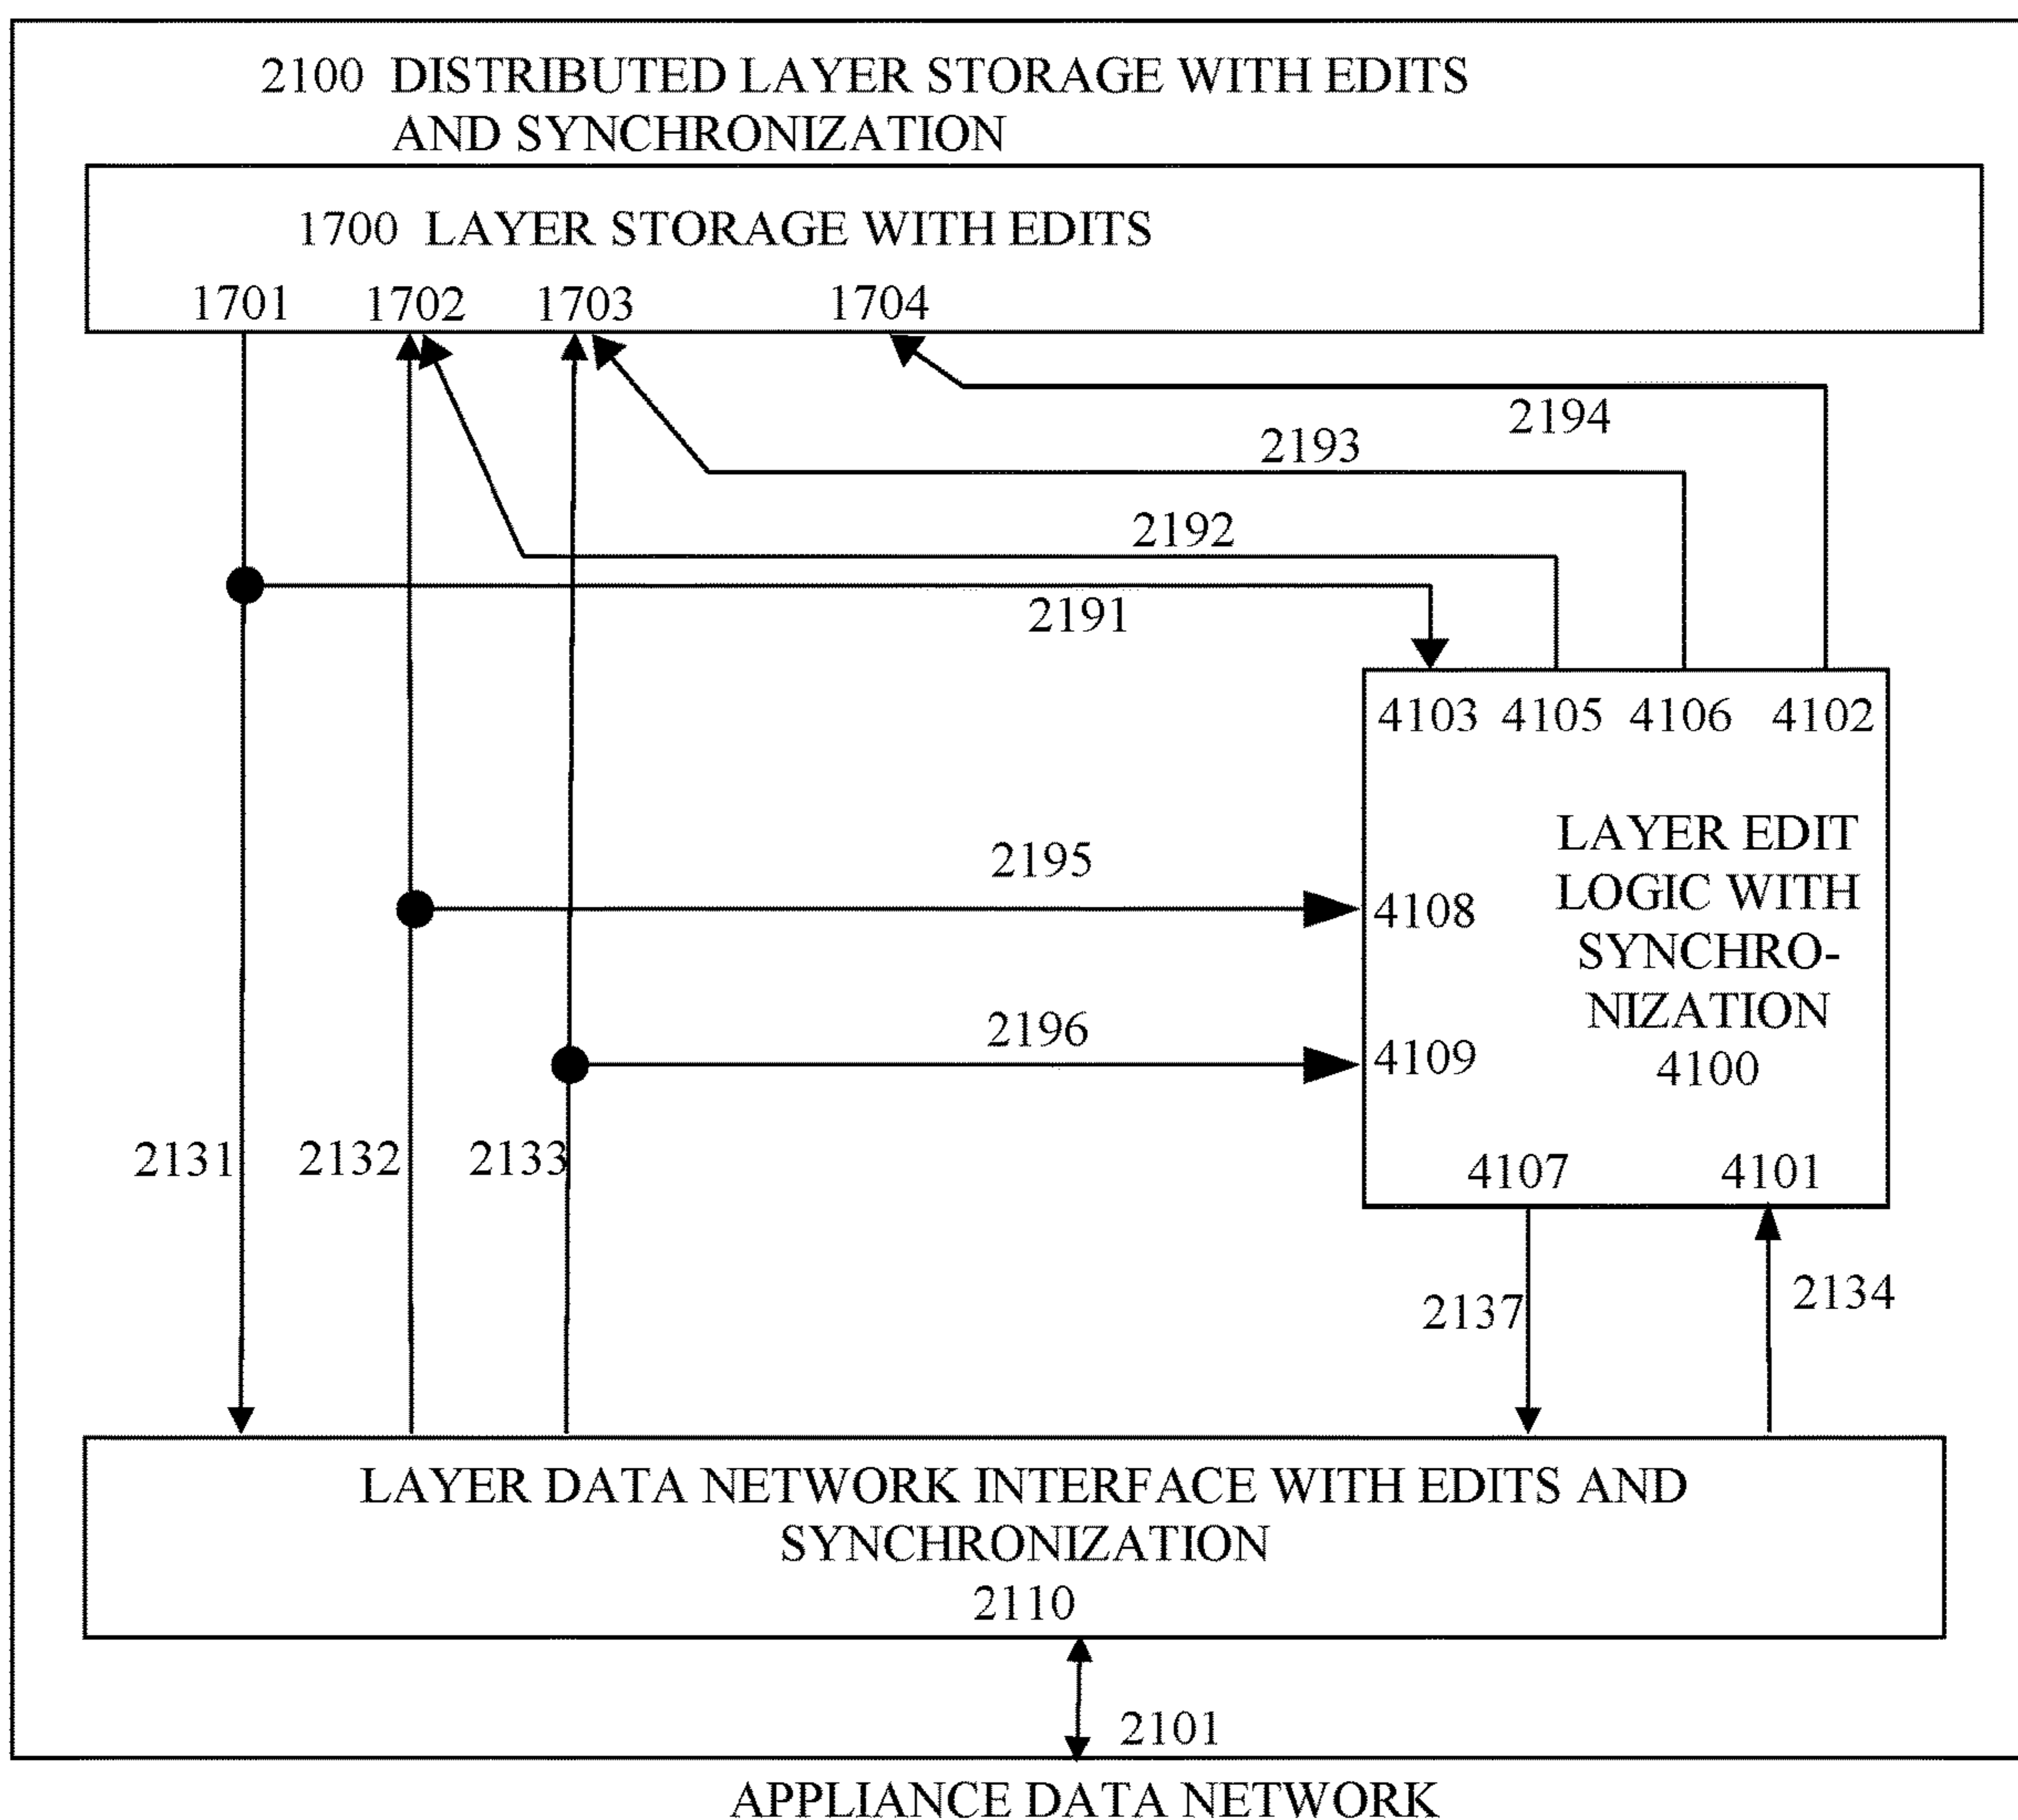 2100 DISTRIBUTED LAYER STORAGE WITH EDITS
AND SYNCHRONIZATION
1700 LAYER STORAGE WITH EDITS
1701 1702 1703 1704
2194
2193
2192
2191
4103 4105 4106 4102
LAYER EDIT
LOGIC WITH
SYNCHRO-
NIZATION
4100
2195
4108
2196
4109
2131 2132 2133
4107 4101
2137
2134
LAYER DATA NETWORK INTERFACE WITH EDITS AND
SYNCHRONIZATION
2110
2101
APPLIANCE DATA NETWORK